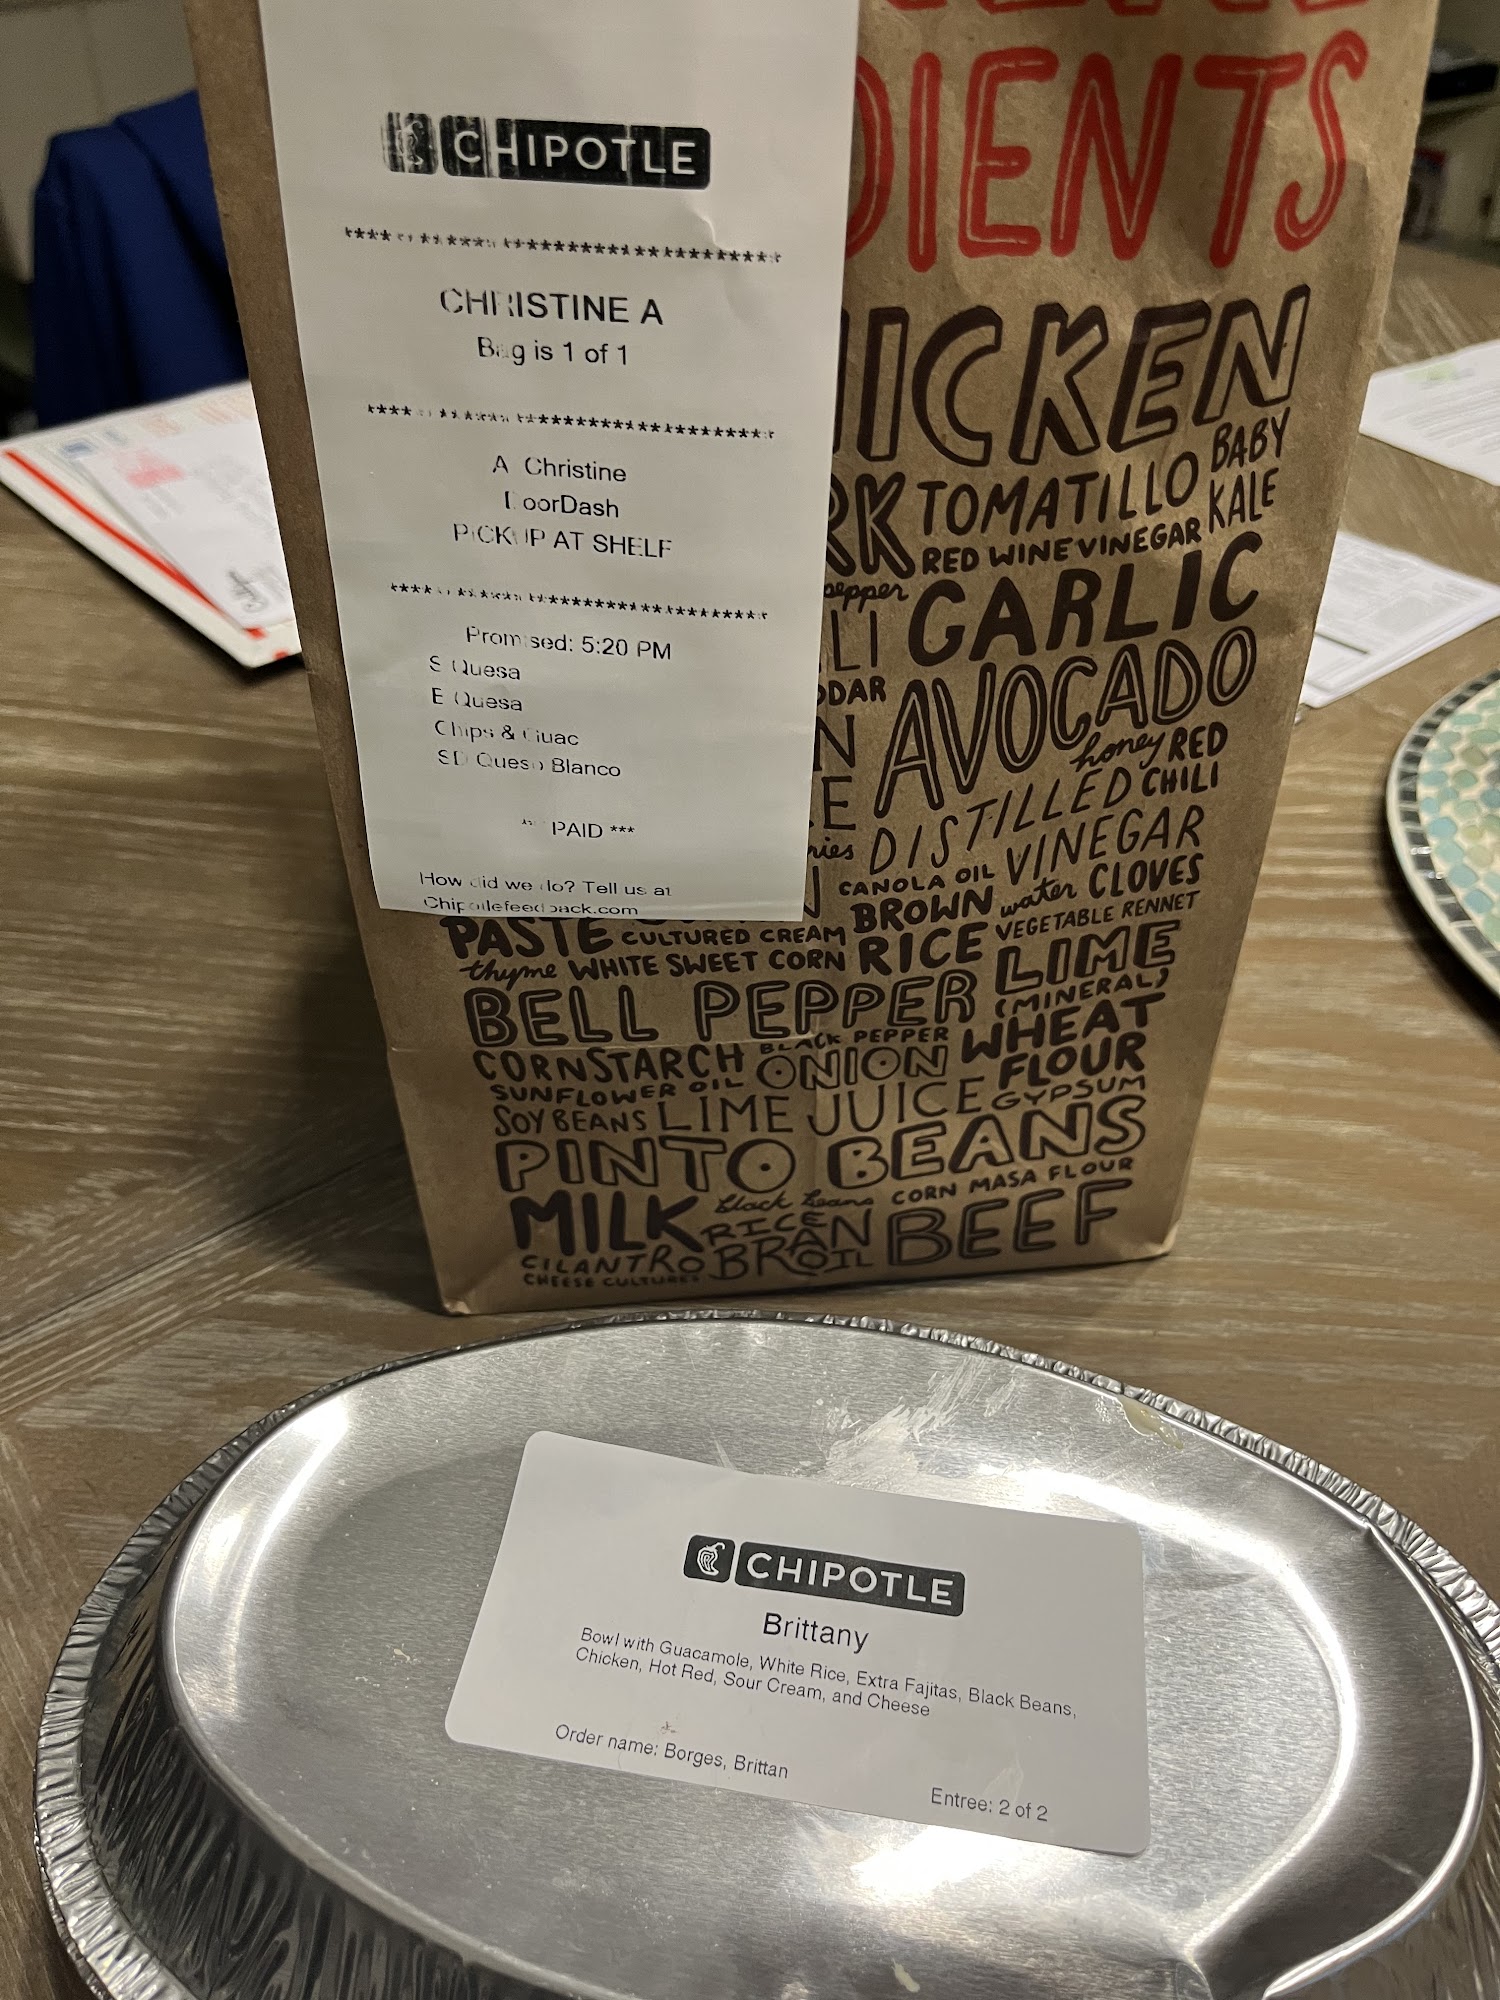 CHIPOTLE
*************************************
CHRISTINE A
Bag is 1 of 1
*************************************
A Christine
DoorDash
PICKUP AT SHELF
*************************************
Promised: 5:20 PM
S Quesa
E Quesa
Chips & Guac
SD Queso Blanco
*** PAID ***
How did we do? Tell us at
Chipotlefeedback.com
DIENTS
HICKEN
RK TOMATILLO BABY KALE
RED WINE VINEGAR
pepper GARLIC
LI
DDAR AVOCADO
N honey RED
E DISTILLED CHILI
ries VINEGAR
CANOLA OIL
BROWN water CLOVES
PASTE CULTURED CREAM RICE VEGETABLE RENNET
thyme WHITE SWEET CORN LIME
BELL PEPPER (MINERAL,
BLACK PEPPER WHEAT
CORNSTARCH ONION FLOUR
SUNFLOWER OIL GYPSUM
SOY BEANS LIME JUICE
PINTO BEANS
MILK black beans CORN MASA FLOUR
RICE BRAN OIL BEEF
CILANTRO
CHEESE CULTURES
CHIPOTLE
Brittany
Bowl with Guacamole, White Rice, Extra Fajitas, Black Beans,
Chicken, Hot Red, Sour Cream, and Cheese
Order name: Borges, Brittan
Entree: 2 of 2